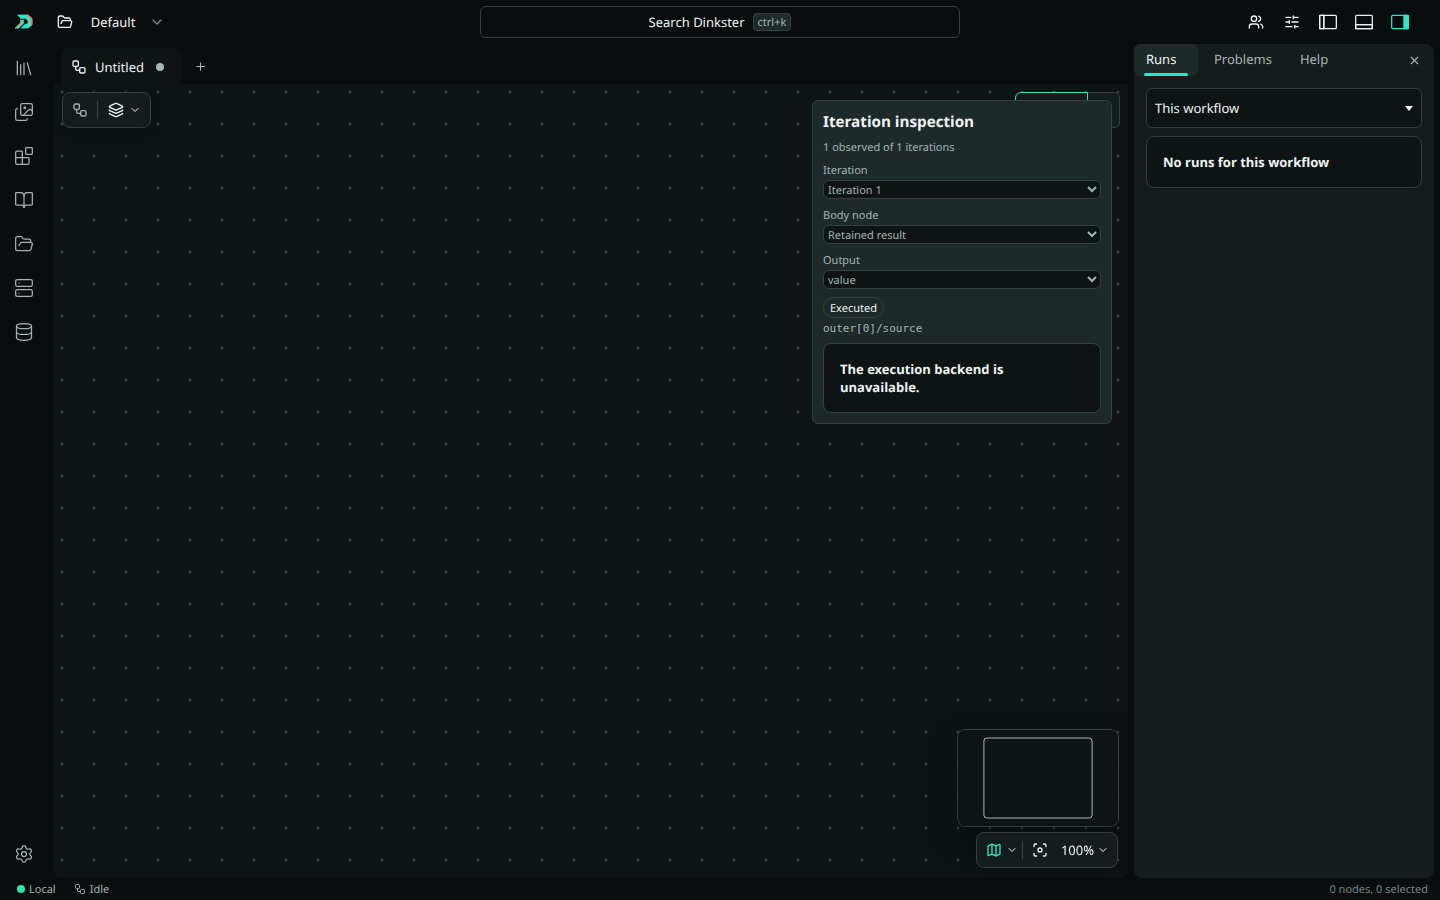 Default
Search Dinkster ctrl+k
Untitled
Runs Problems Help
This workflow
No runs for this workflow
Iteration inspection
1 observed of 1 iterations
Iteration
Iteration 1
Body node
Retained result
Output
value
Executed
outer[0]/source
The execution backend is
unavailable.
100%
Local Idle
0 nodes, 0 selected